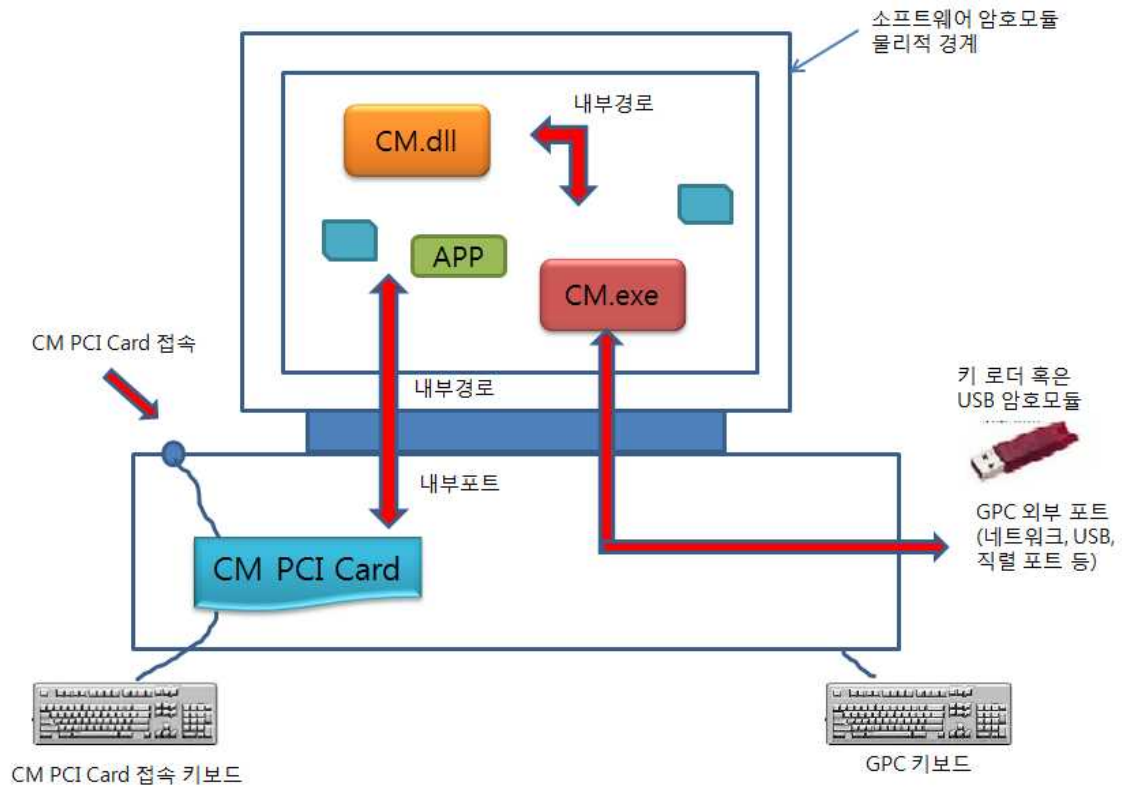 소프트웨어 암호모듈
물리적 경계
내부경로
CM.dll
APP
CM.exe
CM PCI Card 접속
내부경로
키 로더 혹은
USB 암호모듈
내부포트
GPC 외부 포트
(네트워크, USB,
직렬 포트 등)
CM PCI Card
CM PCI Card 접속 키보드
GPC 키보드